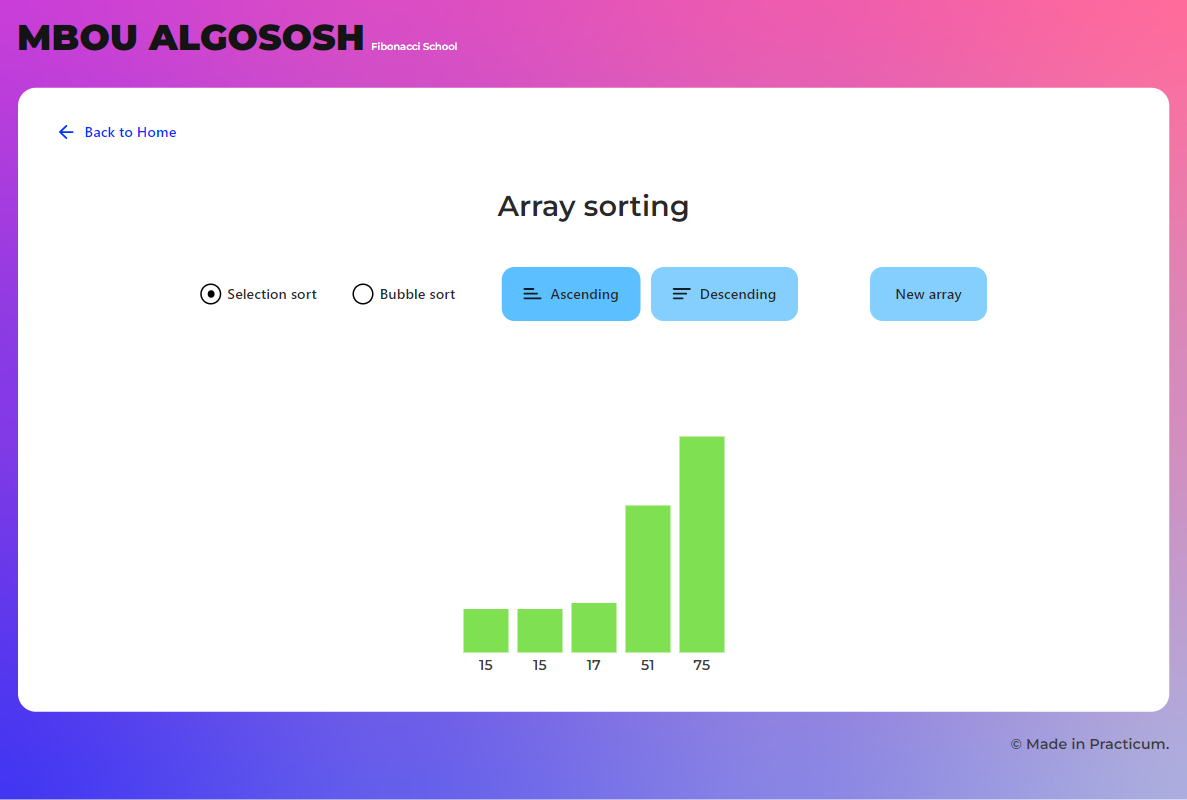 MBOU ALGOSOSH Fibonacci School
Back to Home
Array sorting
Selection sort Bubble sort Ascending Descending New array
15 15 17 51 75
© Made in Practicum.